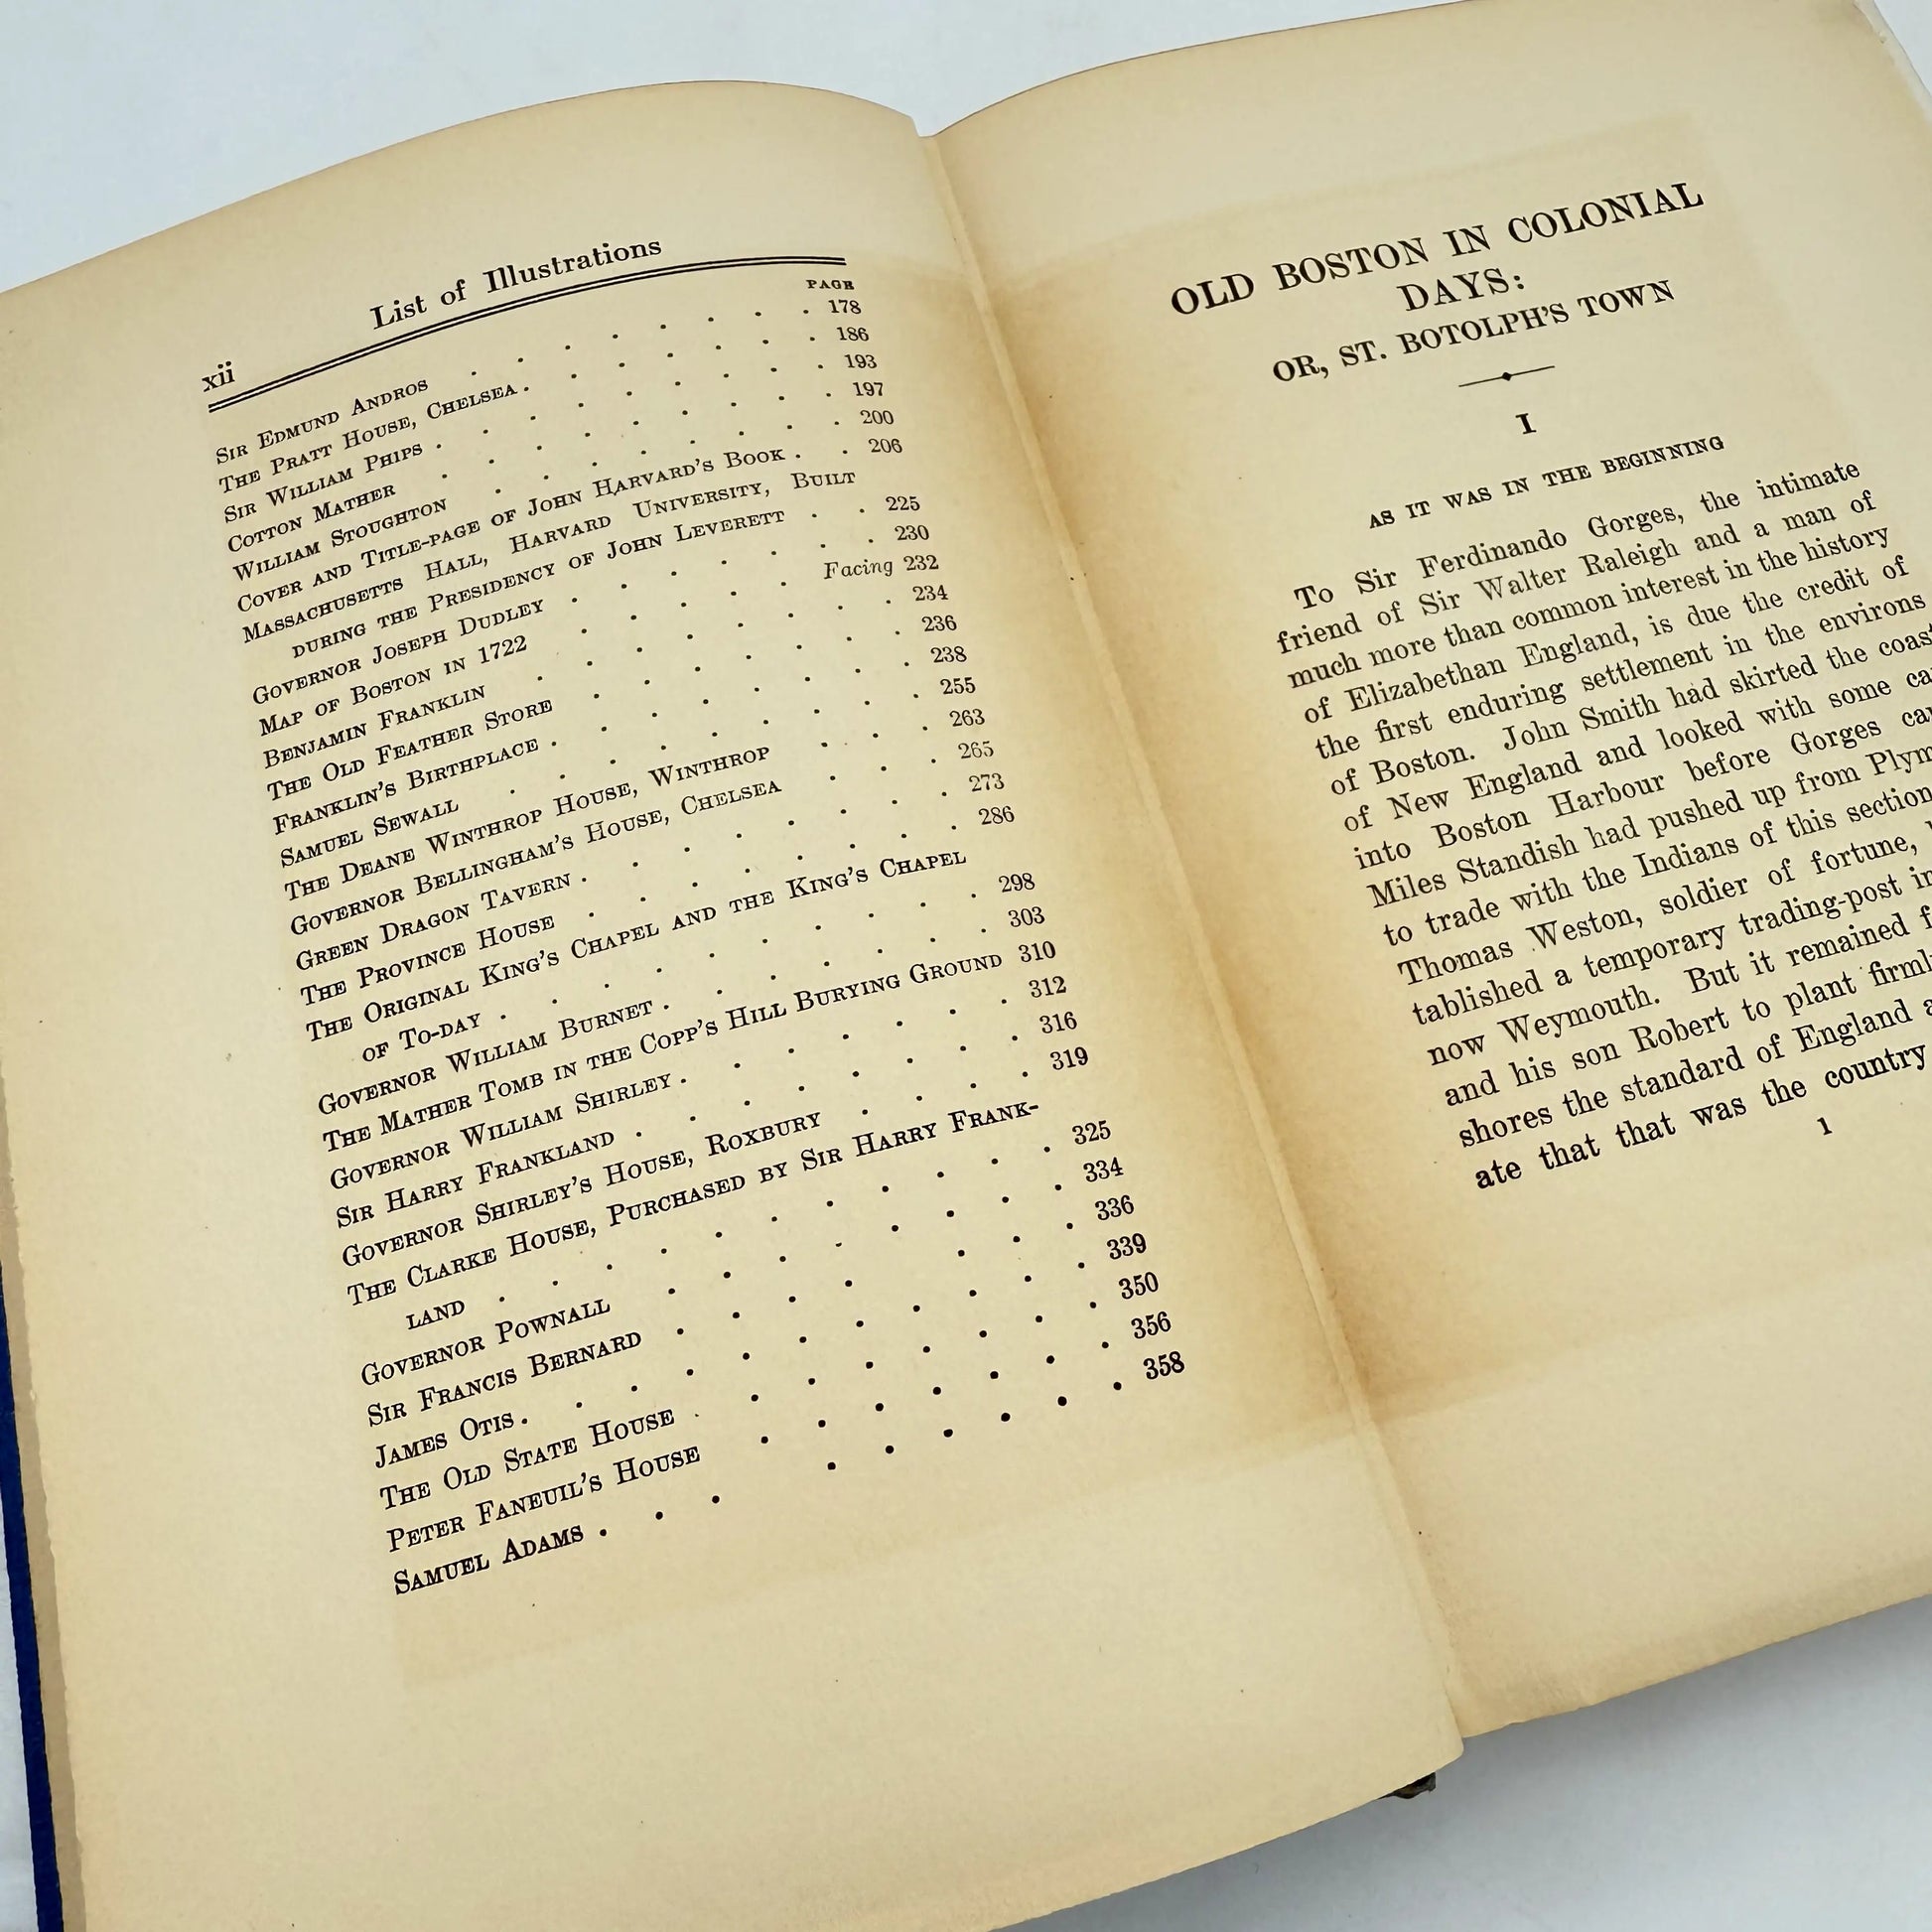 xii
List of Illustrations
PAGE
SIR EDMUND ANDROS . . . . . . . 178
THE PRATT HOUSE, CHELSEA . . . . . . 186
SIR WILLIAM PHIPS . . . . . . . 193
COTTON MATHER . . . . . . . 197
WILLIAM STOUGHTON . . . . . . . 200
COVER AND TITLE-PAGE OF JOHN HARVARD'S BOOK . . 206
MASSACHUSETTS HALL, HARVARD UNIVERSITY, BUILT
DURING THE PRESIDENCY OF JOHN LEVERETT . . 225
GOVERNOR JOSEPH DUDLEY . . . . . . 230
MAP OF BOSTON IN 1722 . . . . . Facing 232
BENJAMIN FRANKLIN . . . . . . . 234
THE OLD FEATHER STORE . . . . . . 236
FRANKLIN'S BIRTHPLACE . . . . . . . 238
SAMUEL SEWALL . . . . . . . . 255
THE DEANE WINTHROP HOUSE, WINTHROP . . . 263
GOVERNOR BELLINGHAM'S HOUSE, CHELSEA . . . 265
GREEN DRAGON TAVERN . . . . . . . 273
THE PROVINCE HOUSE . . . . . . . 286
THE ORIGINAL KING'S CHAPEL AND THE KING'S CHAPEL
OF TO-DAY . . . . . . . . . 298
GOVERNOR WILLIAM BURNET . . . . . . 303
THE MATHER TOMB IN THE COPP'S HILL BURYING GROUND 310
GOVERNOR WILLIAM SHIRLEY . . . . . . 312
SIR HARRY FRANKLAND . . . . . . . 316
GOVERNOR SHIRLEY'S HOUSE, ROXBURY . . . . 319
THE CLARKE HOUSE, PURCHASED BY SIR HARRY FRANK-
LAND . . . . . . . . . . 325
GOVERNOR POWNALL . . . . . . . 334
SIR FRANCIS BERNARD . . . . . . . 336
JAMES OTIS . . . . . . . . . 339
THE OLD STATE HOUSE . . . . . . . 350
PETER FANEUIL'S HOUSE . . . . . . 356
SAMUEL ADAMS . . . . . . . . 358
OLD BOSTON IN COLONIAL
DAYS:
OR, ST. BOTOLPH'S TOWN
I
AS IT WAS IN THE BEGINNING
To Sir Ferdinando Gorges, the intimate
friend of Sir Walter Raleigh and a man of
much more than common interest in the history
of Elizabethan England, is due the credit of
the first enduring settlement in the environs
of Boston. John Smith had skirted the coast
of New England and looked with some
into Boston Harbour before Gorges
Miles Standish had pushed up from
to trade with the Indians of this section
Thomas Weston, soldier of fortune,
tablished a temporary trading-post
now Weymouth. But it remained
and his son Robert to plant
shores the standard of England
ate that that was the country
1